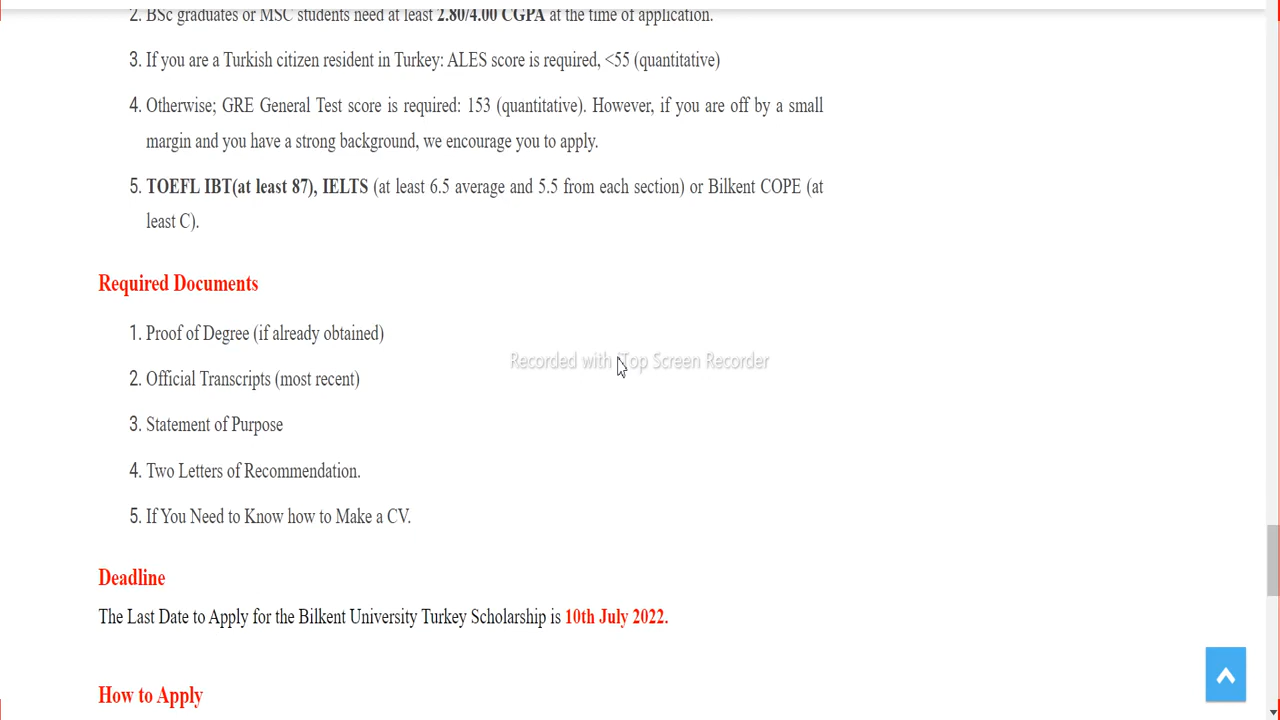 2. BSc graduates or MSC students need at least 2.80/4.00 CGPA at the time of application.
3. If you are a Turkish citizen resident in Turkey: ALES score is required, <55 (quantitative)
4. Otherwise; GRE General Test score is required: 153 (quantitative). However, if you are off by a small
margin and you have a strong background, we encourage you to apply.
5. TOEFL IBT(at least 87), IELTS (at least 6.5 average and 5.5 from each section) or Bilkent COPE (at
least C).
Required Documents
1. Proof of Degree (if already obtained)
Recorded with iTop Screen Recorder
2. Official Transcripts (most recent)
3. Statement of Purpose
4. Two Letters of Recommendation.
5. If You Need to Know how to Make a CV.
Deadline
The Last Date to Apply for the Bilkent University Turkey Scholarship is 10th July 2022.
How to Apply